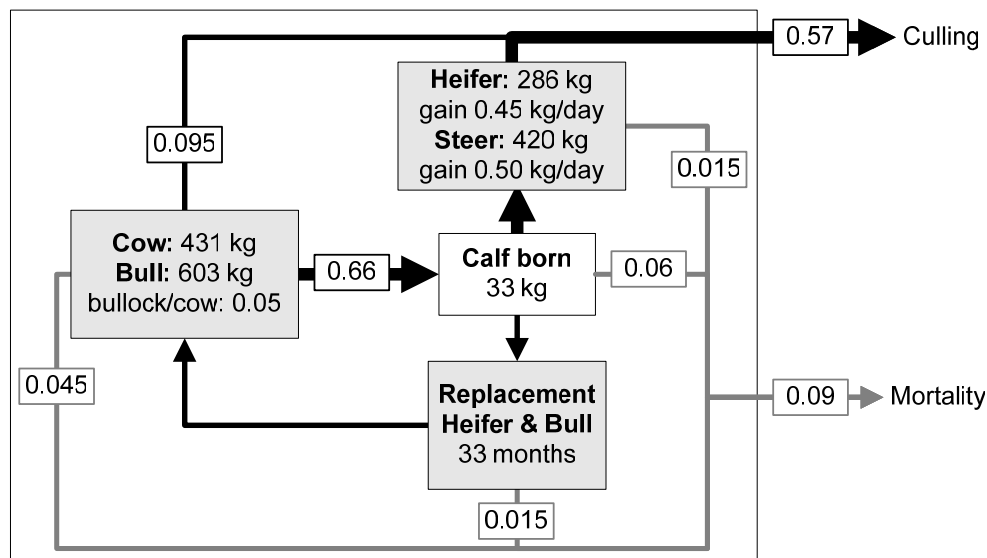 0.57
Culling
Heifer: 286 kg
gain 0.45 kg/day
Steer: 420 kg
gain 0.50 kg/day
0.095
0.015
Cow: 431 kg
Bull: 603 kg
bullock/cow: 0.05
0.66
Calf born
33 kg
0.06
0.045
Replacement
Heifer & Bull
33 months
0.09
Mortality
0.015